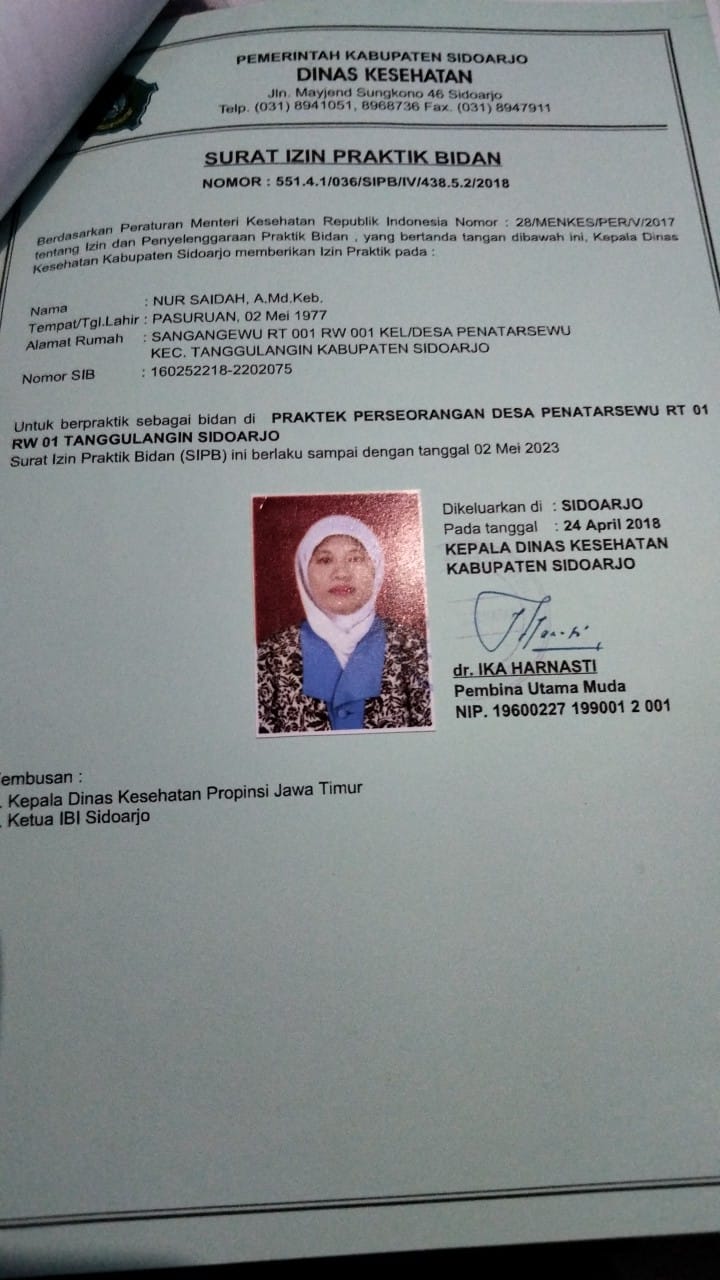 PEMERINTAH KABUPATEN SIDOARJO
DINAS KESEHATAN
Jln. Mayjend Sungkono 46 Sidoarjo
Telp. (031) 8941051, 8968736 Fax. (031) 8947911
SURAT IZIN PRAKTIK BIDAN
NOMOR : 551.4.1/036/SIPB/IV/438.5.2/2018
Berdasarkan Peraturan Menteri Kesehatan Republik Indonesia Nomor : 28/MENKES/PER/V/2017
tentang Izin dan Penyelenggaraan Praktik Bidan , yang bertanda tangan dibawah ini, Kepala Dinas
Kesehatan Kabupaten Sidoarjo memberikan Izin Praktik pada :
Nama : NUR SAIDAH, A.Md.Keb.
Tempat/Tgl.Lahir : PASURUAN, 02 Mei 1977
Alamat Rumah : SANGANGEWU RT 001 RW 001 KEL/DESA PENATARSEWU
KEC. TANGGULANGIN KABUPATEN SIDOARJO
Nomor SIB : 160252218-2202075
Untuk berpraktik sebagai bidan di PRAKTEK PERSEORANGAN DESA PENATARSEWU RT 01
RW 01 TANGGULANGIN SIDOARJO
Surat Izin Praktik Bidan (SIPB) ini berlaku sampai dengan tanggal 02 Mei 2023
Dikeluarkan di : SIDOARJO
Pada tanggal : 24 April 2018
KEPALA DINAS KESEHATAN
KABUPATEN SIDOARJO
dr. IKA HARNASTI
Pembina Utama Muda
NIP. 19600227 199001 2 001
embusan :
. Kepala Dinas Kesehatan Propinsi Jawa Timur
. Ketua IBI Sidoarjo